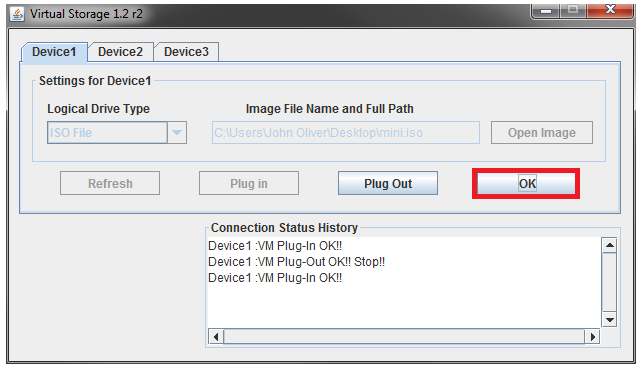 Virtual Storage 1.2 r2
Device1 Device2 Device3
Settings for Device1
Logical Drive Type Image File Name and Full Path
ISO File C:\Users\John Oliver\Desktop\mini.iso Open Image
Refresh Plug in Plug Out OK
Connection Status History
Device1 :VM Plug-In OK!!
Device1 :VM Plug-Out OK!! Stop!!
Device1 :VM Plug-In OK!!